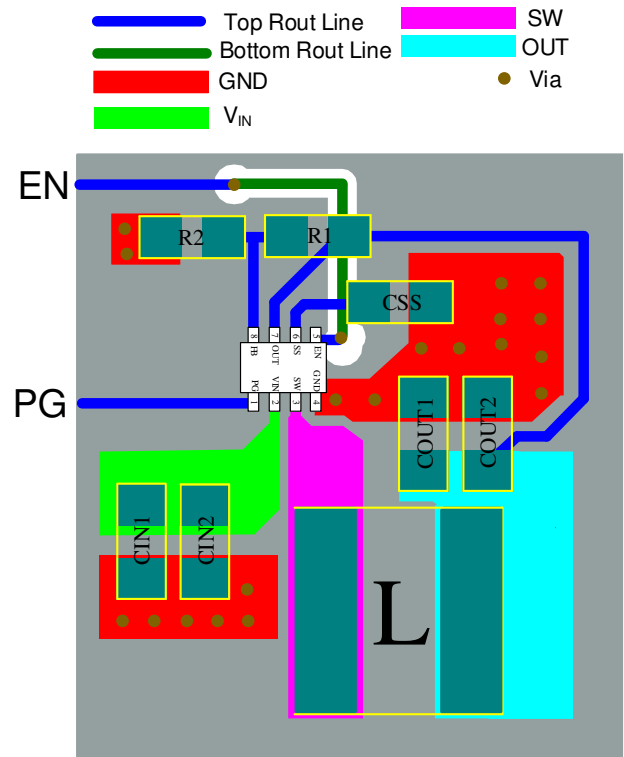 Top Rout Line
SW
Bottom Rout Line
OUT
GND
Via
VIN
EN
R2
R1
CSS
8 7 6 5
FB OUT SS EN
PG VIN SW GND
1 2 3 4
PG
COUT1
COUT2
CIN1
CIN2
L